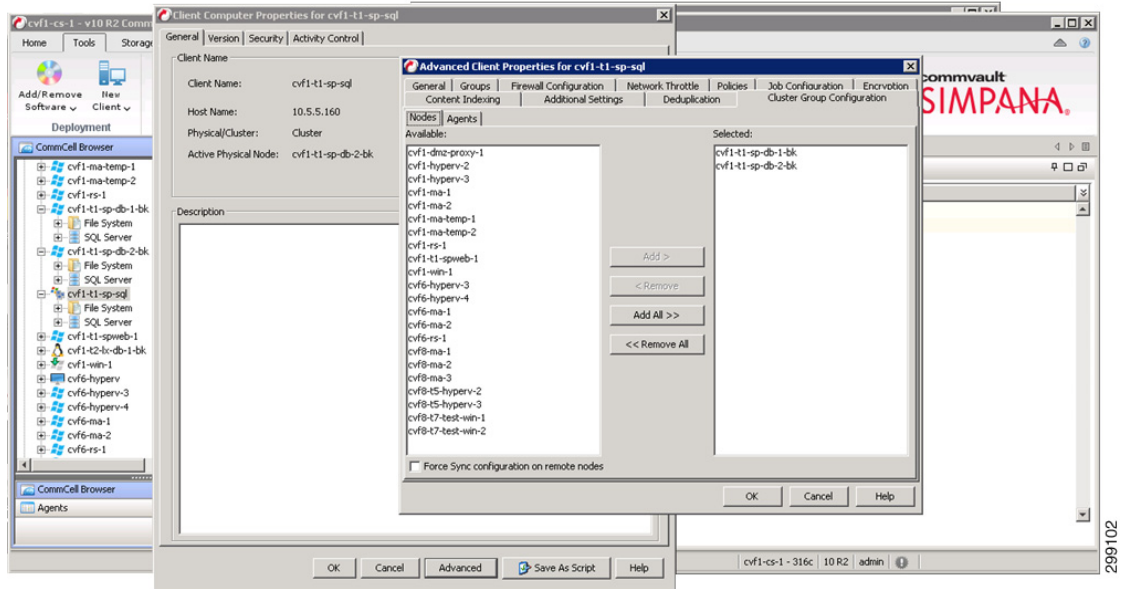 cvf1-cs-1 - v10 R2 Comm
Home Tools Storage
Add/Remove Software
New Client
Deployment
CommCell Browser
cvf1-ma-temp-1
cvf1-ma-temp-2
cvf1-rs-1
cvf1-t1-sp-db-1-bk
File System
SQL Server
cvf1-t1-sp-db-2-bk
File System
SQL Server
cvf1-t1-sp-sql
File System
SQL Server
cvf1-t1-spweb-1
cvf1-t2-lx-db-1-bk
cvf1-win-1
cvf6-hyperv
cvf6-hyperv-3
cvf6-hyperv-4
cvf6-ma-1
cvf6-ma-2
cvf6-rs-1
CommCell Browser
Agents
Client Computer Properties for cvf1-t1-sp-sql
General Version Security Activity Control
Client Name
Client Name: cvf1-t1-sp-sql
Host Name: 10.5.5.160
Physical/Cluster: Cluster
Active Physical Node: cvf1-t1-sp-db-2-bk
Description
OK Cancel Advanced Save As Script Help
Advanced Client Properties for cvf1-t1-sp-sql
General Groups Firewall Configuration Network Throttle Policies Job Configuration Encryption
Content Indexing Additional Settings Deduplication Cluster Group Configuration
Nodes Agents
Available:
cvf1-dmz-proxy-1
cvf1-hyperv-2
cvf1-hyperv-3
cvf1-ma-1
cvf1-ma-2
cvf1-ma-temp-1
cvf1-ma-temp-2
cvf1-rs-1
cvf1-t1-spweb-1
cvf1-win-1
cvf6-hyperv-3
cvf6-hyperv-4
cvf6-ma-1
cvf6-ma-2
cvf6-rs-1
cvf8-ma-1
cvf8-ma-2
cvf8-ma-3
cvf8-t5-hyperv-2
cvf8-t5-hyperv-3
cvf8-t7-test-win-1
cvf8-t7-test-win-2
Add >
< Remove
Add All >>
<< Remove All
Selected:
cvf1-t1-sp-db-1-bk
cvf1-t1-sp-db-2-bk
Force Sync configuration on remote nodes
OK Cancel Help
commvault
SIMPANA®
cvf1-cs-1 - 316c 10 R2 admin
299102